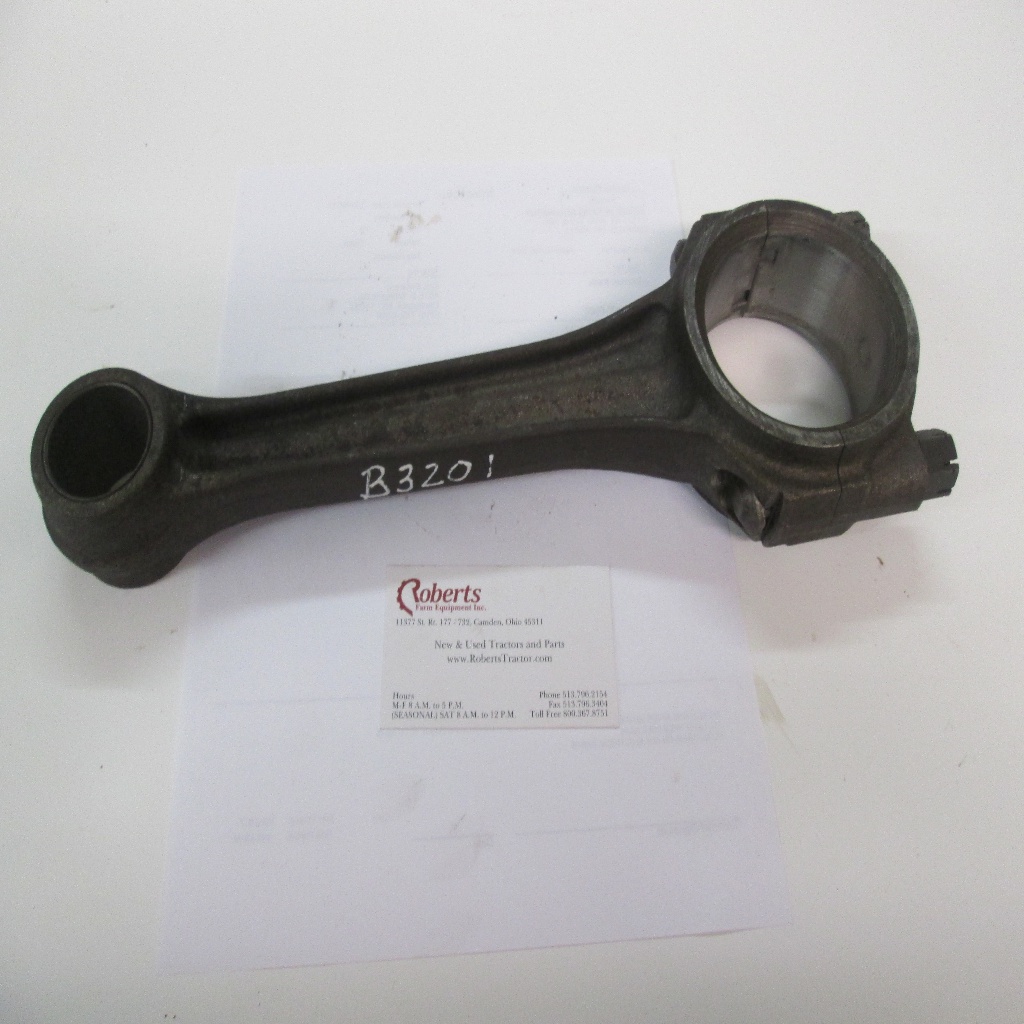 B3201
Roberts
Farm Equipment Inc.
11377 St. Rt. 177 / 732, Camden, Ohio 45311
New & Used Tractors and Parts
www.RobertsTractor.com
Hours
M-F 8 A.M. to 5 P.M.
(SEASONAL) SAT 8 A.M. to 12 P.M.
Phone 513.796.2154
Fax 513.796.3404
Toll Free 800.367.8751